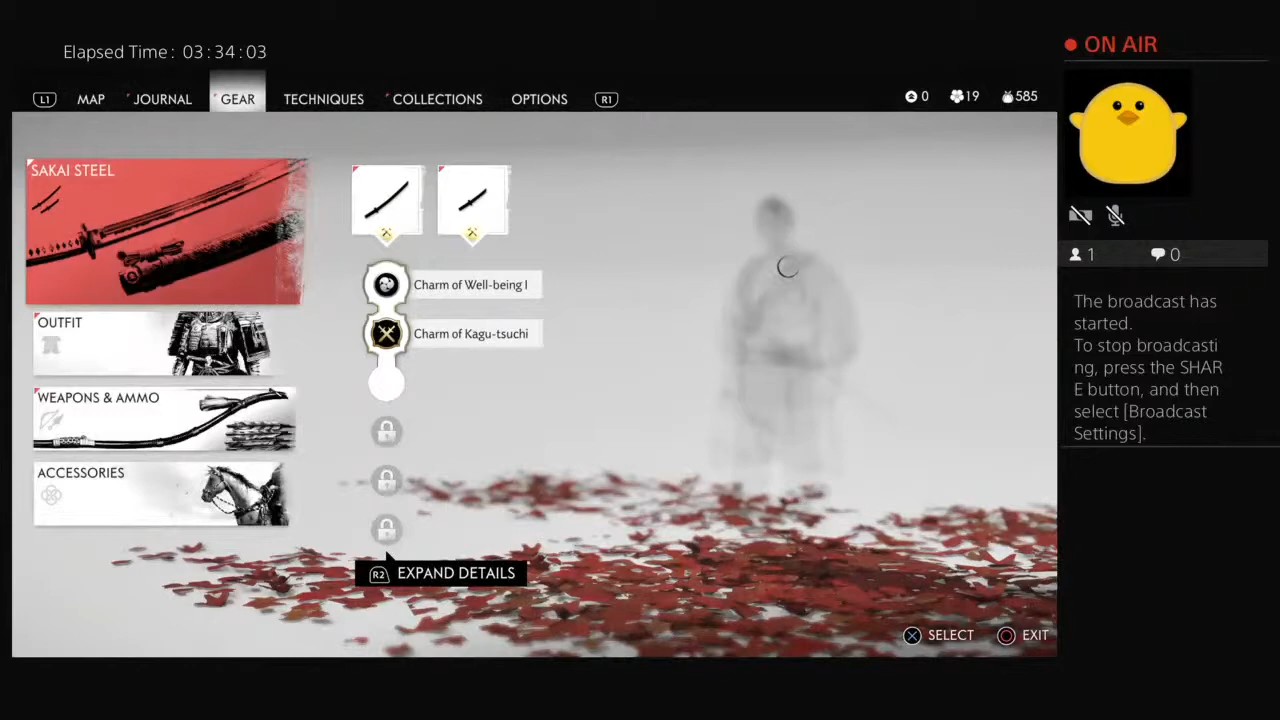 Elapsed Time: 03:34:03
L1 MAP JOURNAL GEAR TECHNIQUES COLLECTIONS OPTIONS R1
0 19 585
SAKAI STEEL
OUTFIT
WEAPONS & AMMO
ACCESSORIES
Charm of Well-being I
Charm of Kagu-tsuchi
R2 EXPAND DETAILS
SELECT EXIT
ON AIR
1 0
The broadcast has
started.
To stop broadcasti
ng, press the SHAR
E button, and then
select [Broadcast
Settings].